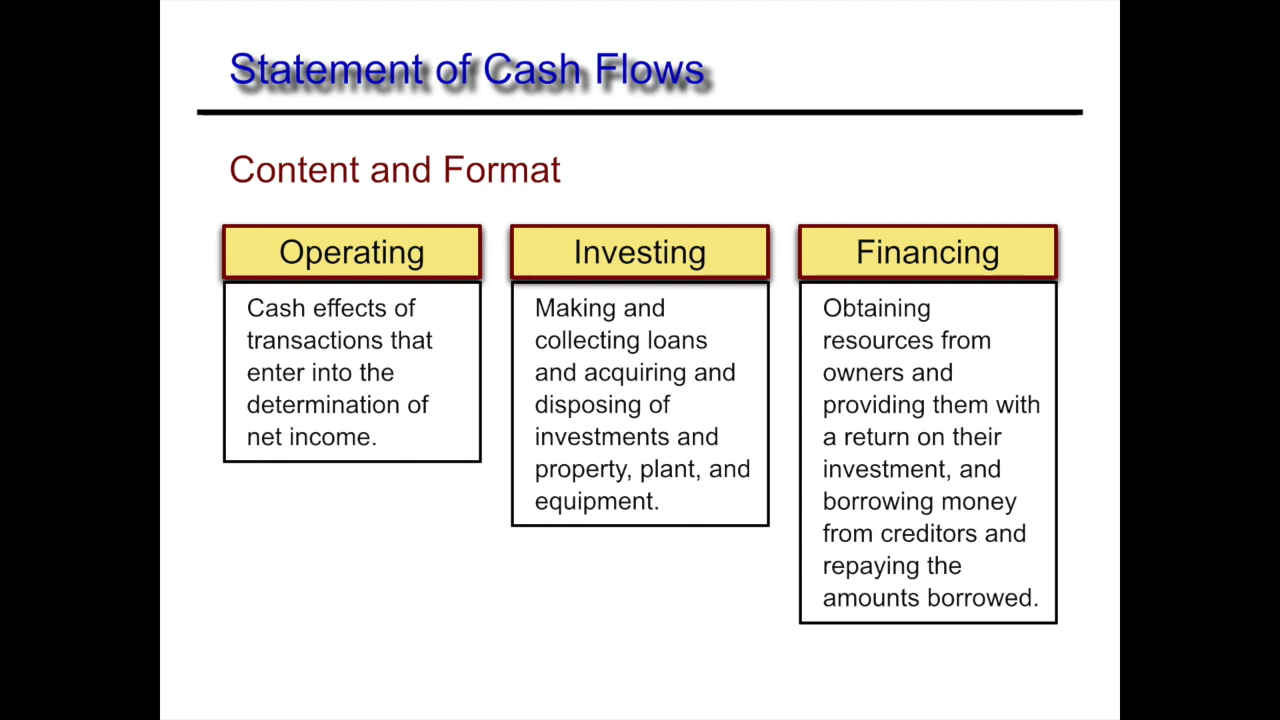 Statement of Cash Flows
Content and Format
Operating
Cash effects of
transactions that
enter into the
determination of
net income.
Investing
Making and
collecting loans
and acquiring and
disposing of
investments and
property, plant, and
equipment.
Financing
Obtaining
resources from
owners and
providing them with
a return on their
investment, and
borrowing money
from creditors and
repaying the
amounts borrowed.